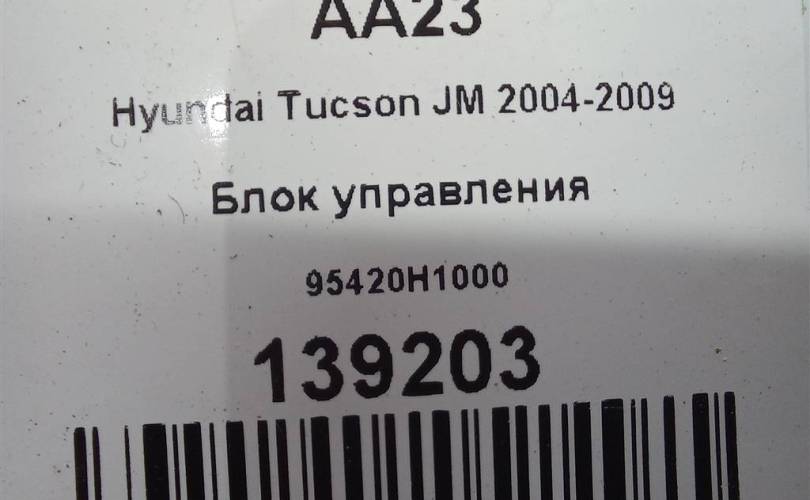 AA23
Hyundai Tucson JM 2004-2009
Блок управления
95420H1000
139203